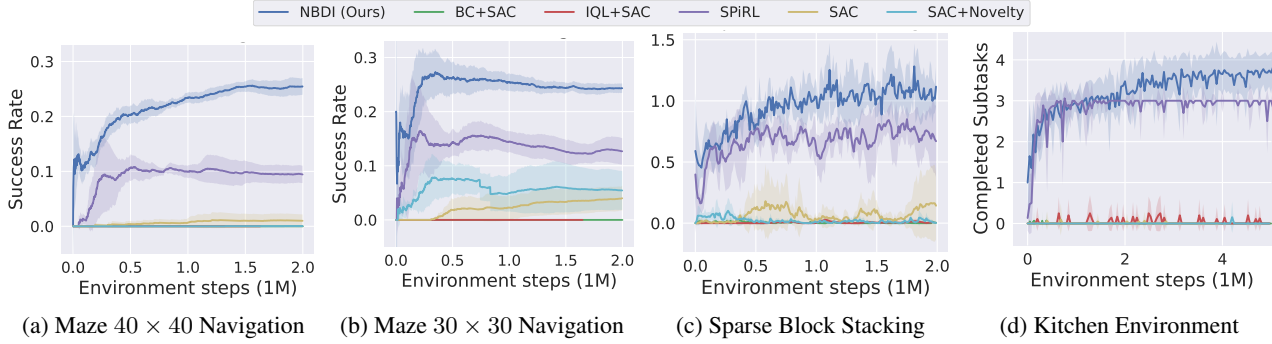 NBDI (Ours) BC+SAC IQL+SAC SPiRL SAC SAC+Novelty
Success Rate
0.3
0.2
0.1
0.0
0.0 0.5 1.0 1.5 2.0
Environment steps (1M)
(a) Maze 40 × 40 Navigation
Success Rate
0.3
0.2
0.1
0.0
0.0 0.5 1.0 1.5 2.0
Environment steps (1M)
(b) Maze 30 × 30 Navigation
1.5
1.0
0.5
0.0
0.0 0.5 1.0 1.5 2.0
Environment steps (1M)
(c) Sparse Block Stacking
Completed Subtasks
4
3
2
1
0
0 2 4
Environment steps (1M)
(d) Kitchen Environment